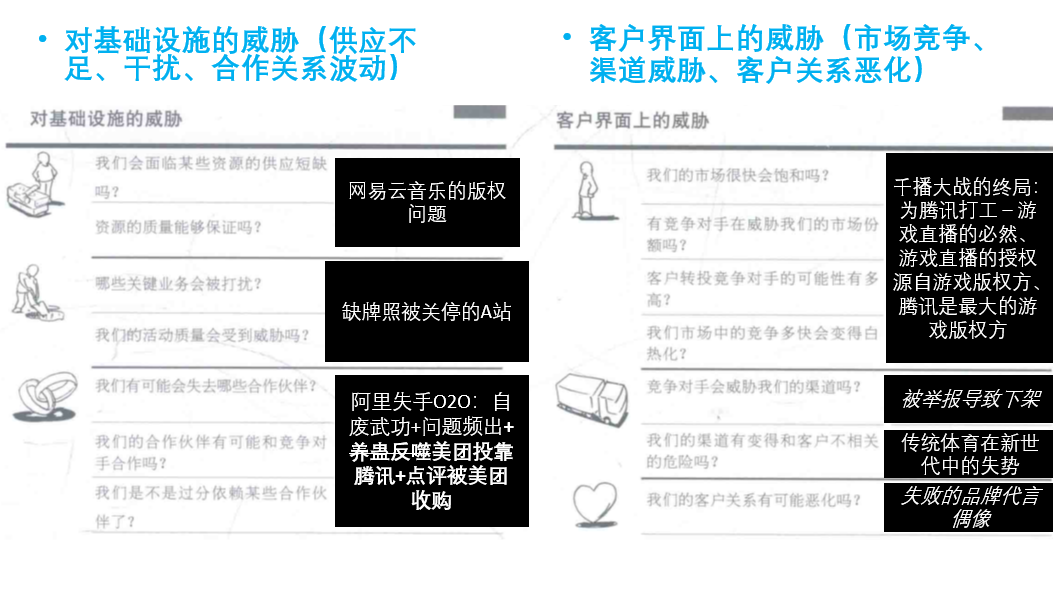 • 对基础设施的威胁（供应不
足、干扰、合作关系波动）
对基础设施的威胁
我们会面临某些资源的供应短缺
吗？
资源的质量能够保证吗？
网易云音乐的版权
问题
哪些关键业务会被打扰？
我们的活动质量会受到威胁吗？
缺牌照被关停的A站
我们有可能会失去哪些合作伙伴？
我们的合作伙伴有可能和竞争对
手合作吗？
我们是不是过分依赖某些合作伙
伴了？
阿里失手O2O：自
废武功+问题频出+
养蛊反噬美团投靠
腾讯+点评被美团
收购
• 客户界面上的威胁（市场竞争、
渠道威胁、客户关系恶化）
客户界面上的威胁
我们的市场很快会饱和吗？
有竞争对手在威胁我们的市场份
额吗？
客户转投竞争对手的可能性有多
高？
我们市场中的竞争多快会变得白
热化？
千播大战的终局：
为腾讯打工–游
戏直播的必然、
游戏直播的授权
源自游戏版权方、
腾讯是最大的游
戏版权方
竞争对手会威胁我们的渠道吗？
被举报导致下架
我们的渠道有变得和客户不相关
的危险吗？
传统体育在新世
代中的失势
我们的客户关系有可能恶化吗？
失败的品牌代言
偶像